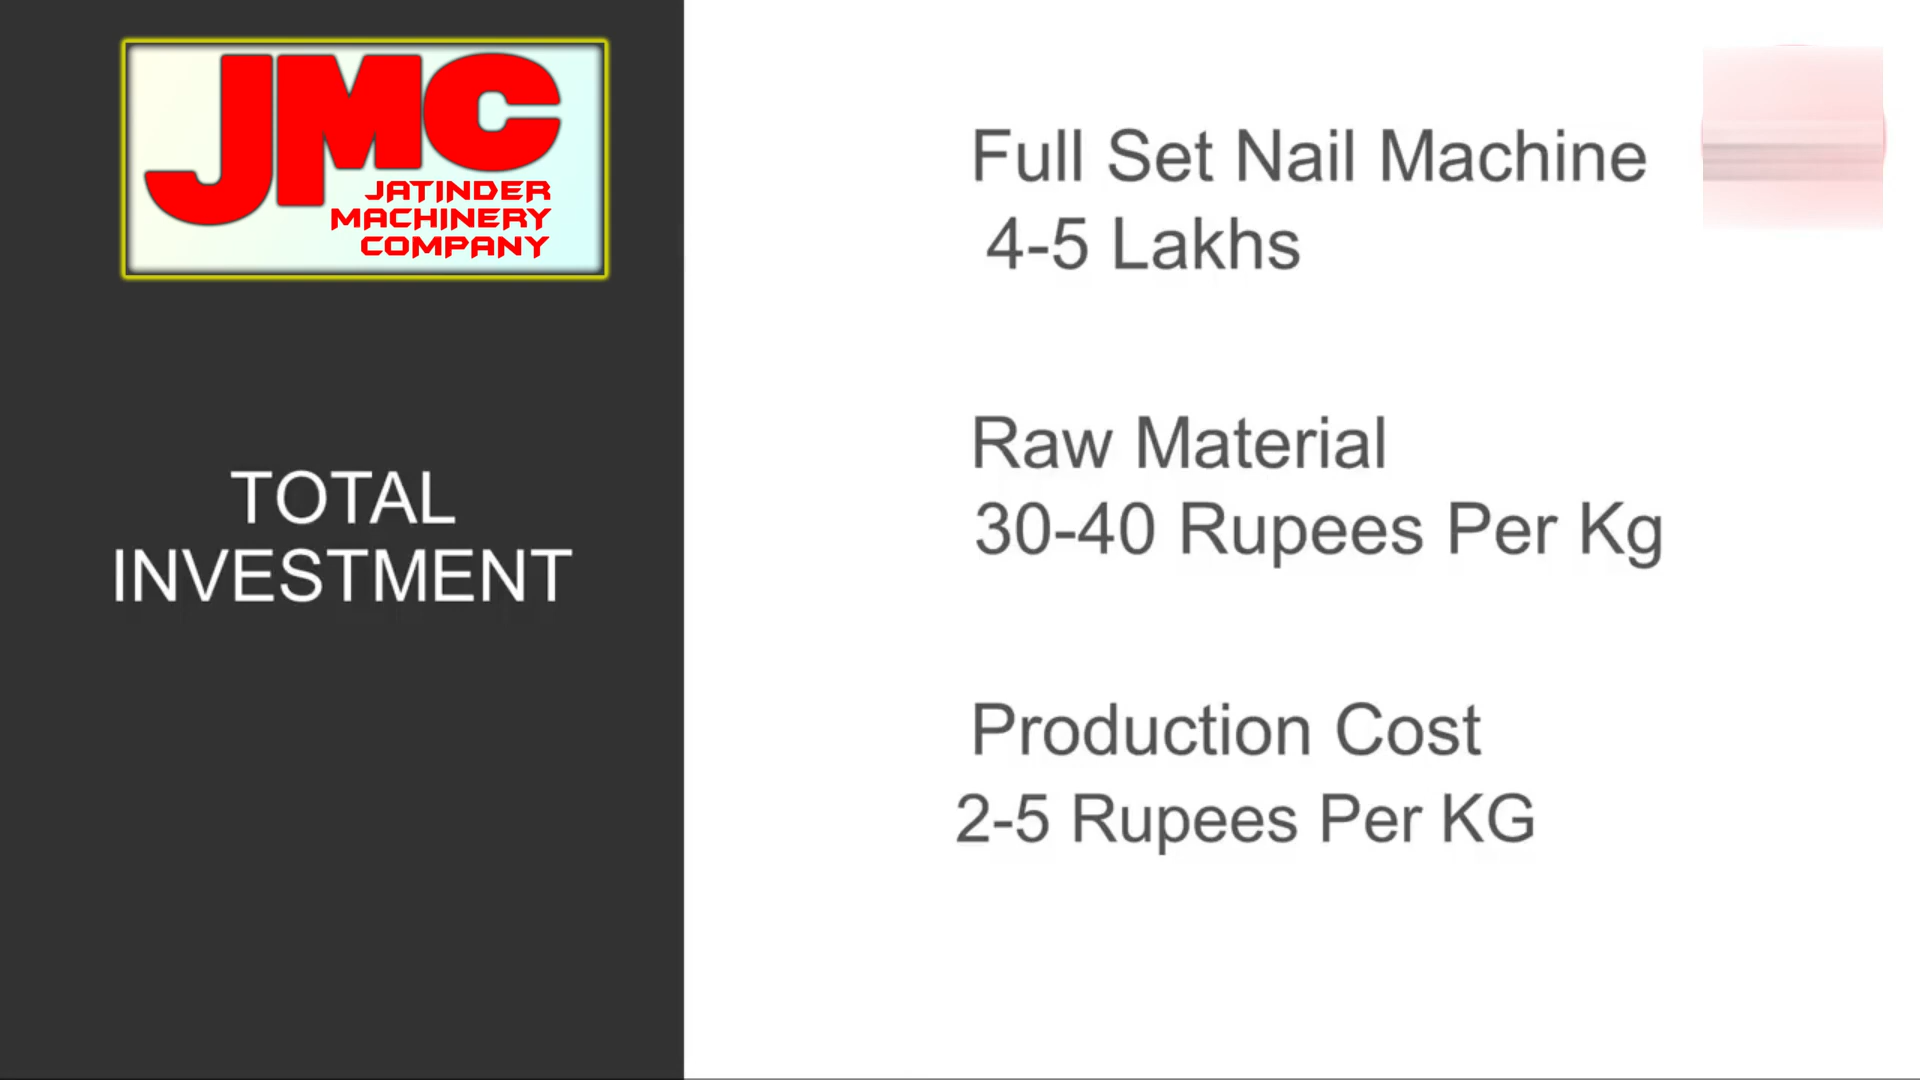 JMC
JATINDER
MACHINERY
COMPANY
TOTAL
INVESTMENT
Full Set Nail Machine
4-5 Lakhs
Raw Material
30-40 Rupees Per Kg
Production Cost
2-5 Rupees Per KG